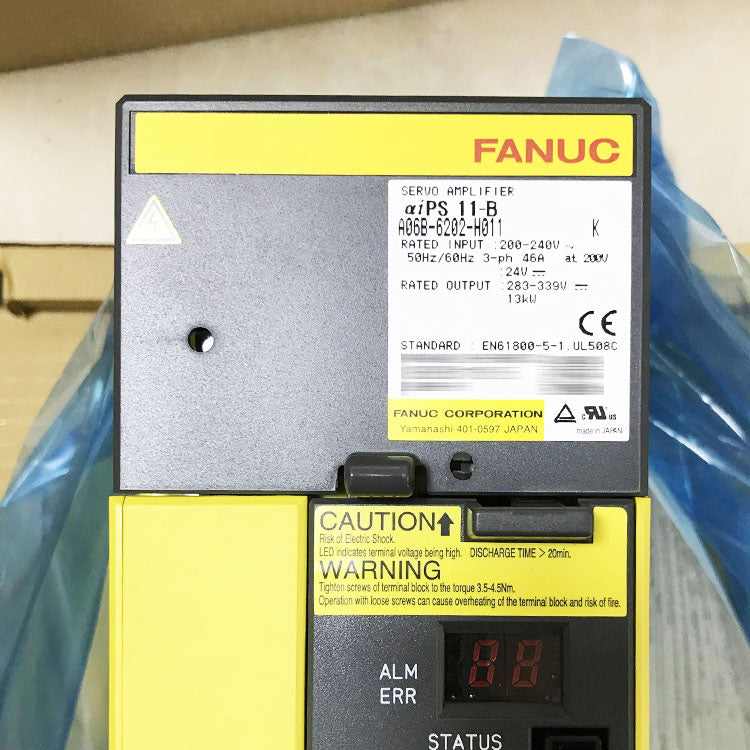 FANUC
SERVO AMPLIFIER
αiPS 11-B
A06B-6202-H011 K
RATED INPUT :200-240V ~
50Hz/60Hz 3-ph 46A at 200V
:24V ⎓
RATED OUTPUT :283-339V ⎓
13kW
CE
STANDARD : EN61800-5-1.UL508C
FANUC CORPORATION
Yamanashi 401-0597 JAPAN
c RU us
made in JAPAN
CAUTION
Risk of Electric Shock.
LED indicates terminal voltage being high. DISCHARGE TIME > 20min.
WARNING
Tighten screws of terminal block to the torque 3.5-4.5Nm.
Operation with loose screws can cause overheating of the terminal block and risk of fire.
ALM
ERR
88
STATUS